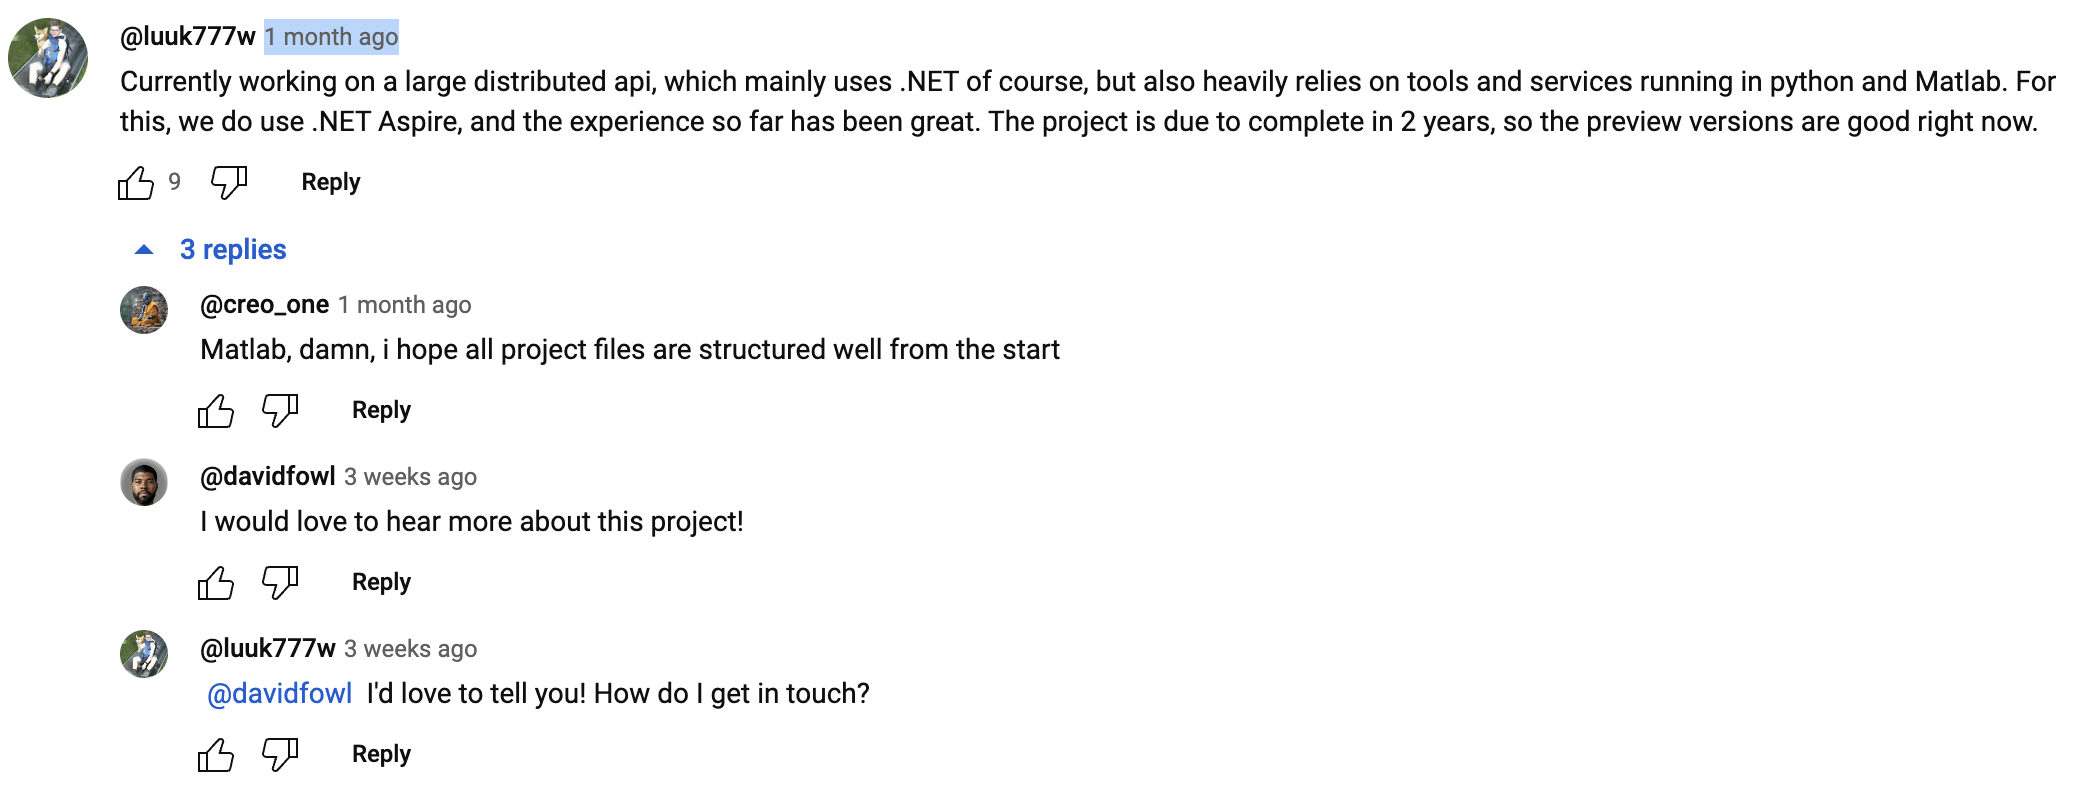 @luuk777w 1 month ago
Currently working on a large distributed api, which mainly uses .NET of course, but also heavily relies on tools and services running in python and Matlab. For
this, we do use .NET Aspire, and the experience so far has been great. The project is due to complete in 2 years, so the preview versions are good right now.
9 Reply
3 replies
@creo_one 1 month ago
Matlab, damn, i hope all project files are structured well from the start
Reply
@davidfowl 3 weeks ago
I would love to hear more about this project!
Reply
@luuk777w 3 weeks ago
@davidfowl I'd love to tell you! How do I get in touch?
Reply